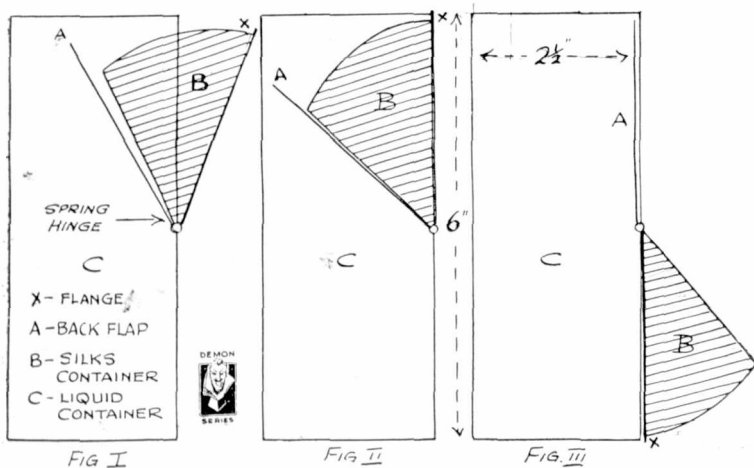 A
X
B
SPRING
HINGE
C
X - FLANGE
A - BACK FLAP
B - SILKS
CONTAINER
C - LIQUID
CONTAINER
DEMON
SERIES
FIG I
X
A
B
6"
C
FIG II
2½"
A
C
B
X
FIG. III